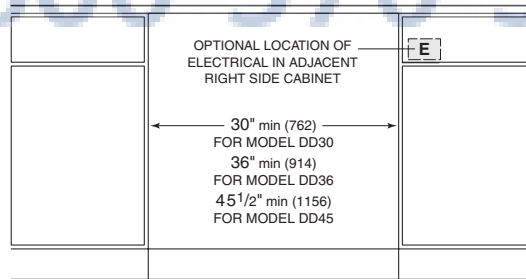 OPTIONAL LOCATION OF
ELECTRICAL IN ADJACENT
RIGHT SIDE CABINET
E
30" min (762)
FOR MODEL DD30
36" min (914)
FOR MODEL DD36
45 1/2" min (1156)
FOR MODEL DD45